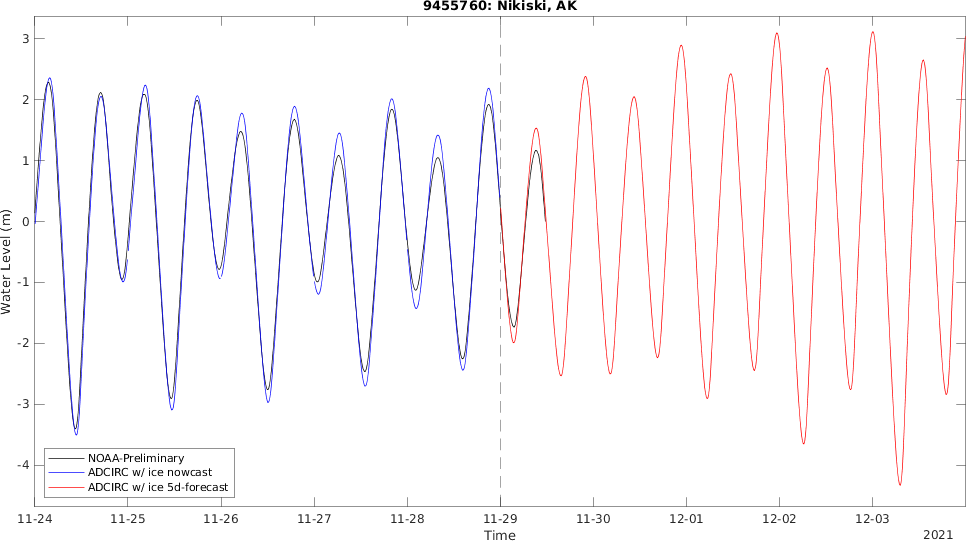 9455760: Nikiski, AK
3
2
1
0
-1
-2
-3
-4
Water Level (m)
NOAA-Preliminary
ADCIRC w/ ice nowcast
ADCIRC w/ ice 5d-forecast
11-24 11-25 11-26 11-27 11-28 11-29 11-30 12-01 12-02 12-03
Time
2021